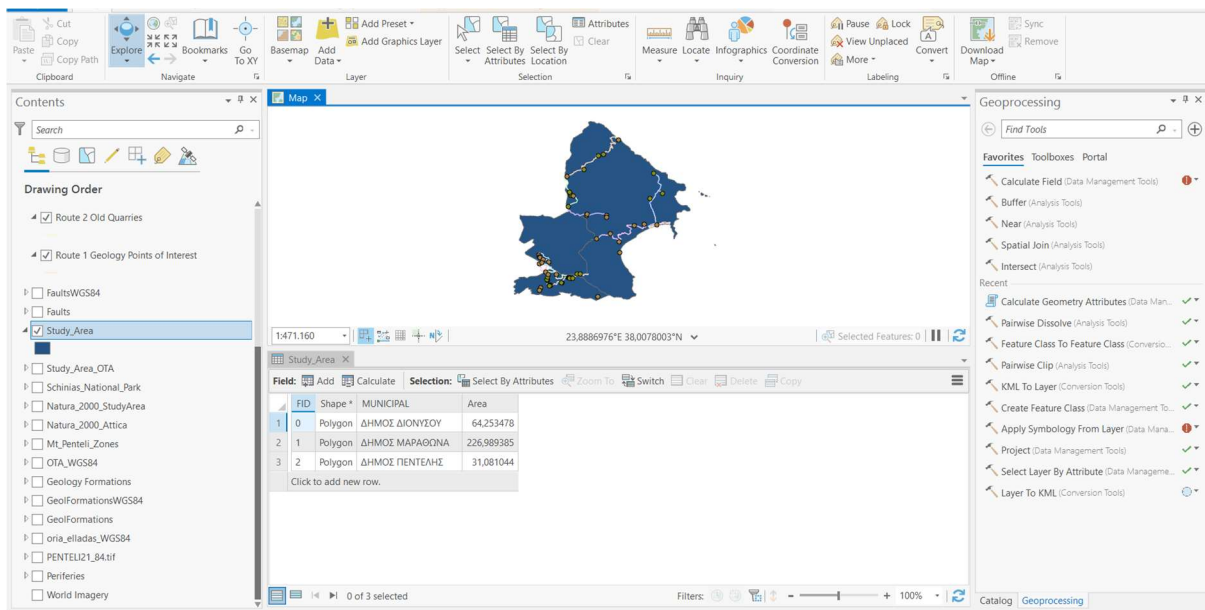 Cut
Copy
Copy Path
Paste
Clipboard
Explore
Bookmarks
Go To XY
Navigate
Basemap
Add Data
Add Preset
Add Graphics Layer
Layer
Select
Select By Attributes
Select By Location
Attributes
Clear
Selection
Measure
Locate
Infographics
Coordinate Conversion
Inquiry
Pause
Lock
View Unplaced
More
Convert
Labeling
Download Map
Sync
Remove
Offline
Contents
Search
Drawing Order
Route 2 Old Quarries
Route 1 Geology Points of Interest
FaultsWGS84
Faults
Study_Area
Study_Area_OTA
Schinias_National_Park
Natura_2000_StudyArea
Natura_2000_Attica
Mt_Penteli_Zones
OTA_WGS84
Geology Formations
GeolFormationsWGS84
GeolFormations
oria_elladas_WGS84
PENTELI21_84.tif
Periferies
World Imagery
Map
1:471.160
23,8886976°E 38,0078003°N
Selected Features: 0
Study_Area
Field: Add Calculate Selection: Select By Attributes Zoom To Switch Clear Delete Copy
FID Shape * MUNICIPAL Area
1 0 Polygon ΔΗΜΟΣ ΔΙΟΝΥΣΟΥ 64,253478
2 1 Polygon ΔΗΜΟΣ ΜΑΡΑΘΩΝΑ 226,989385
3 2 Polygon ΔΗΜΟΣ ΠΕΝΤΕΛΗΣ 31,081044
Click to add new row.
0 of 3 selected
Filters:
100%
Geoprocessing
Find Tools
Favorites Toolboxes Portal
Calculate Field (Data Management Tools)
Buffer (Analysis Tools)
Near (Analysis Tools)
Spatial Join (Analysis Tools)
Intersect (Analysis Tools)
Recent
Calculate Geometry Attributes (Data Man...
Pairwise Dissolve (Analysis Tools)
Feature Class To Feature Class (Conversio...
Pairwise Clip (Analysis Tools)
KML To Layer (Conversion Tools)
Create Feature Class (Data Management To...
Apply Symbology From Layer (Data Mana...
Project (Data Management Tools)
Select Layer By Attribute (Data Manageme...
Layer To KML (Conversion Tools)
Catalog Geoprocessing